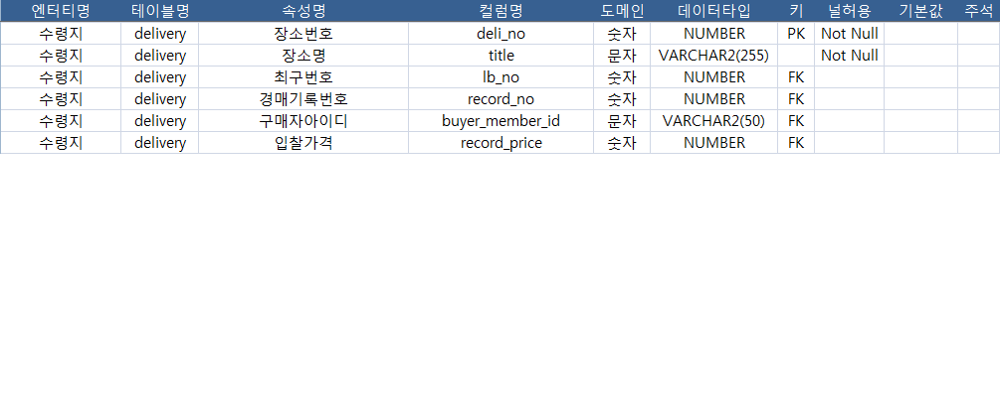 엔터티명 테이블명 속성명 컬럼명 도메인 데이터타입 키 널허용 기본값 주석
수령지 delivery 장소번호 deli_no 숫자 NUMBER PK Not Null
수령지 delivery 장소명 title 문자 VARCHAR2(255) Not Null
수령지 delivery 최구번호 lb_no 숫자 NUMBER FK
수령지 delivery 경매기록번호 record_no 숫자 NUMBER FK
수령지 delivery 구매자아이디 buyer_member_id 문자 VARCHAR2(50) FK
수령지 delivery 입찰가격 record_price 숫자 NUMBER FK